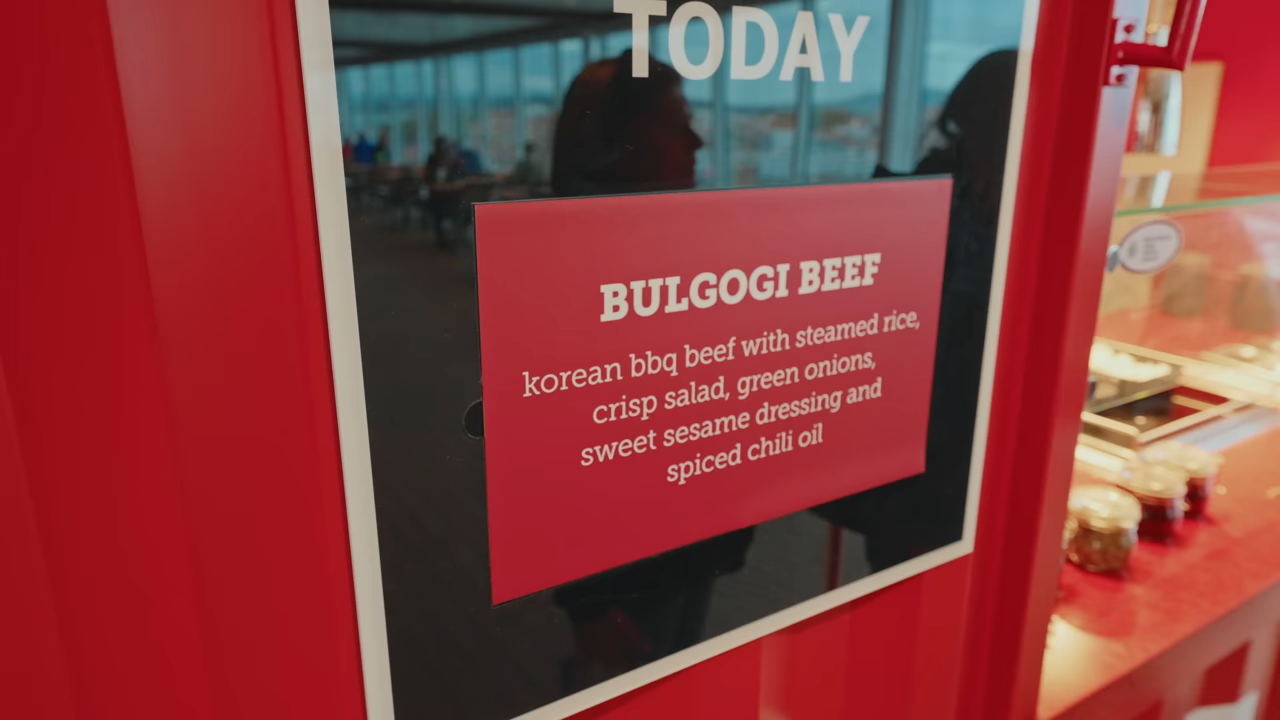 TODAY
BULGOGI BEEF
korean bbq beef with steamed rice,
crisp salad, green onions,
sweet sesame dressing and
spiced chili oil